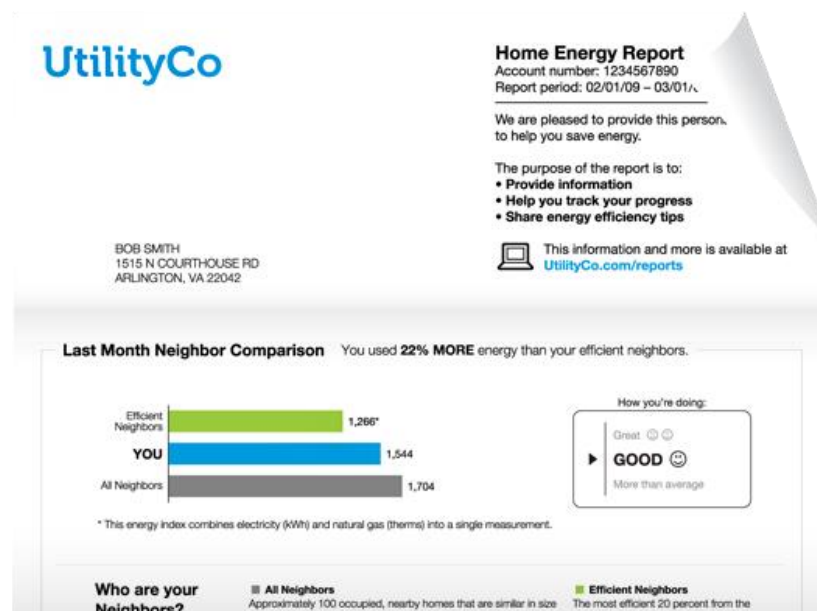 UtilityCo
Home Energy Report
Account number: 1234567890
Report period: 02/01/09 – 03/01/
We are pleased to provide this person
to help you save energy.
The purpose of the report is to:
• Provide information
• Help you track your progress
• Share energy efficiency tips
This information and more is available at
UtilityCo.com/reports
BOB SMITH
1515 N COURTHOUSE RD
ARLINGTON, VA 22042
Last Month Neighbor Comparison You used 22% MORE energy than your efficient neighbors.
Efficient
Neighbors
1,266*
YOU
1,544
All Neighbors
1,704
* This energy index combines electricity (kWh) and natural gas (therms) into a single measurement.
How you're doing:
Great
GOOD
More than average
Who are your
Neighbors?
All Neighbors
Approximately 100 occupied, nearby homes that are similar in size
Efficient Neighbors
The most efficient 20 percent from the